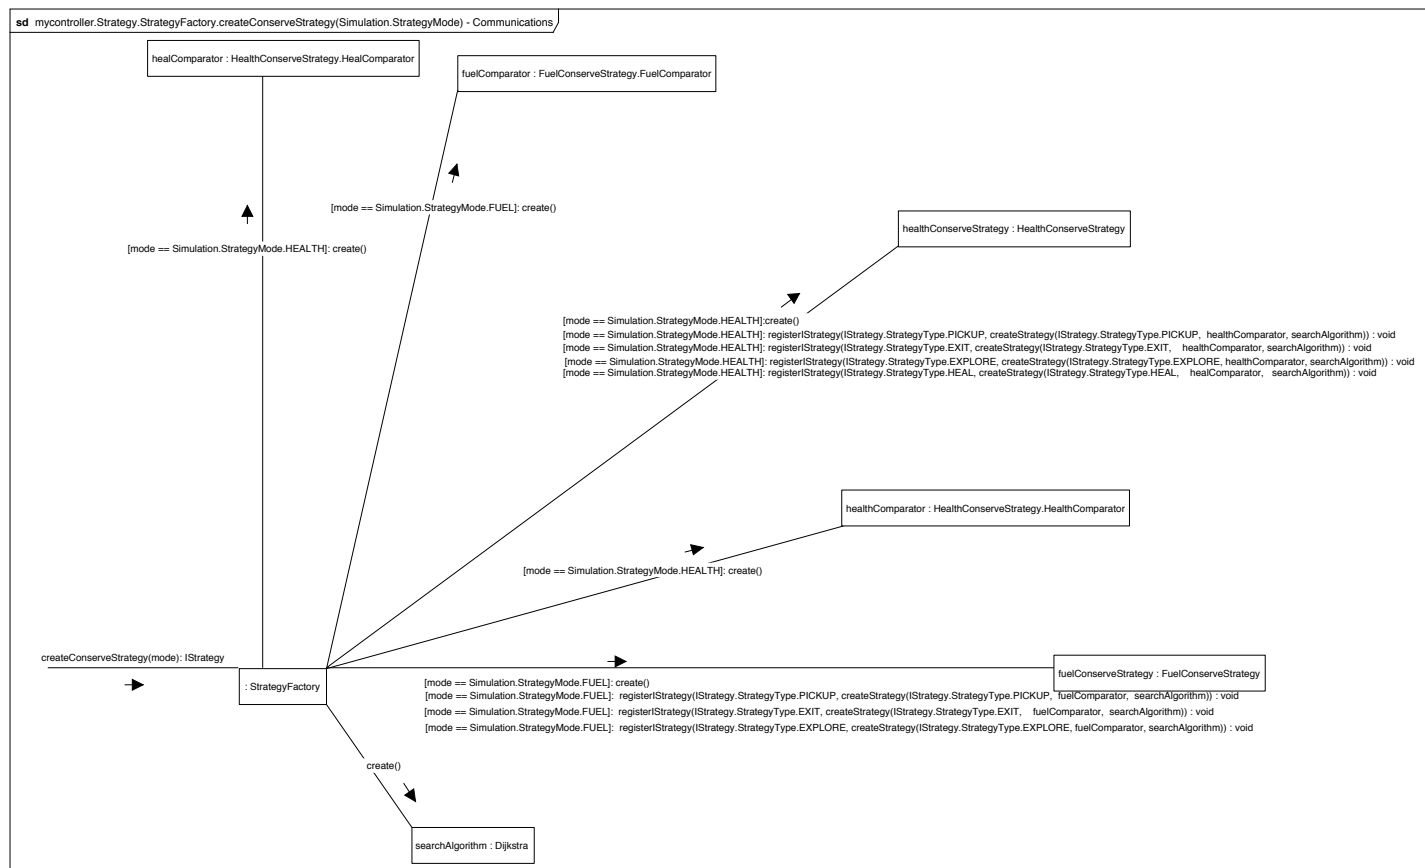 sd mycontroller.Strategy.StrategyFactory.createConserveStrategy(Simulation.StrategyMode) - Communications
healComparator : HealthConserveStrategy.HealComparator
fuelComparator : FuelConserveStrategy.FuelComparator
[mode == Simulation.StrategyMode.FUEL]: create()
healthConserveStrategy : HealthConserveStrategy
[mode == Simulation.StrategyMode.HEALTH]: create()
[mode == Simulation.StrategyMode.HEALTH]:create()
[mode == Simulation.StrategyMode.HEALTH]: registerIStrategy(IStrategy.StrategyType.PICKUP, createStrategy(IStrategy.StrategyType.PICKUP, healthComparator, searchAlgorithm)) : void
[mode == Simulation.StrategyMode.HEALTH]: registerIStrategy(IStrategy.StrategyType.EXIT, createStrategy(IStrategy.StrategyType.EXIT, healthComparator, searchAlgorithm)) : void
[mode == Simulation.StrategyMode.HEALTH]: registerIStrategy(IStrategy.StrategyType.EXPLORE, createStrategy(IStrategy.StrategyType.EXPLORE, healthComparator, searchAlgorithm)) : void
[mode == Simulation.StrategyMode.HEALTH]: registerIStrategy(IStrategy.StrategyType.HEAL, createStrategy(IStrategy.StrategyType.HEAL, healComparator, searchAlgorithm)) : void
healthComparator : HealthConserveStrategy.HealthComparator
[mode == Simulation.StrategyMode.HEALTH]: create()
createConserveStrategy(mode): IStrategy
: StrategyFactory
fuelConserveStrategy : FuelConserveStrategy
[mode == Simulation.StrategyMode.FUEL]: create()
[mode == Simulation.StrategyMode.FUEL]: registerIStrategy(IStrategy.StrategyType.PICKUP, createStrategy(IStrategy.StrategyType.PICKUP, fuelComparator, searchAlgorithm)) : void
[mode == Simulation.StrategyMode.FUEL]: registerIStrategy(IStrategy.StrategyType.EXIT, createStrategy(IStrategy.StrategyType.EXIT, fuelComparator, searchAlgorithm)) : void
[mode == Simulation.StrategyMode.FUEL]: registerIStrategy(IStrategy.StrategyType.EXPLORE, createStrategy(IStrategy.StrategyType.EXPLORE, fuelComparator, searchAlgorithm)) : void
create()
searchAlgorithm : Dijkstra